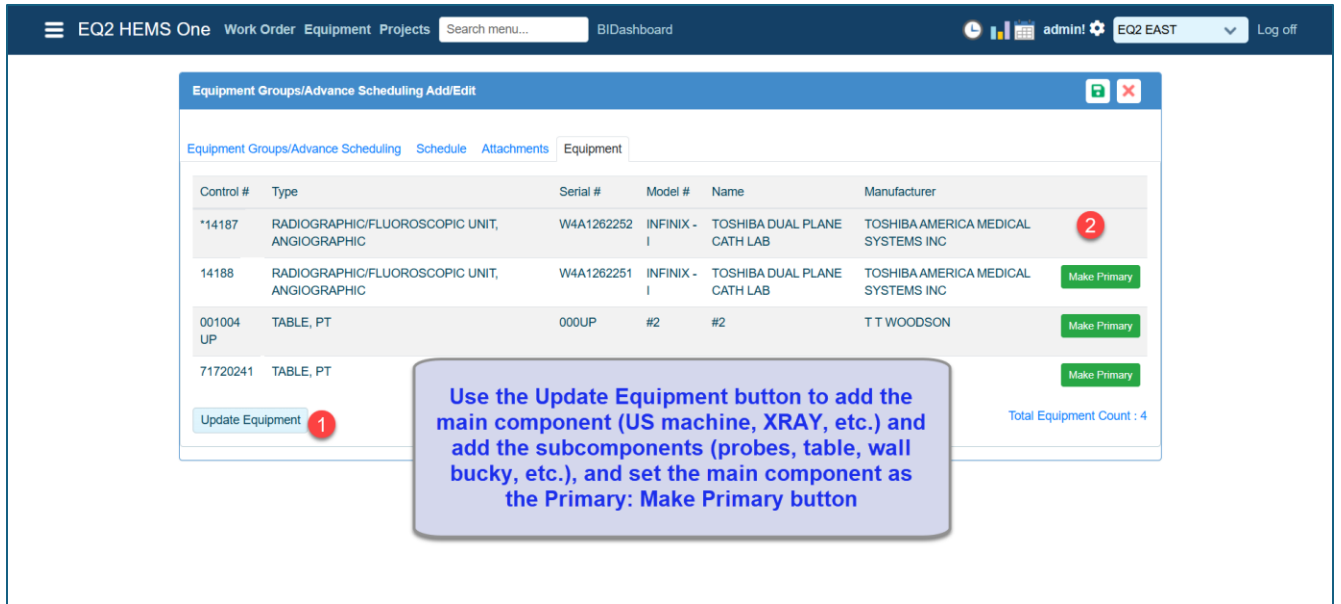 EQ2 HEMS One Work Order Equipment Projects Search menu... BIDashboard admin! EQ2 EAST Log off
Equipment Groups/Advance Scheduling Add/Edit
Equipment Groups/Advance Scheduling Schedule Attachments Equipment
Control # Type Serial # Model # Name Manufacturer
*14187 RADIOGRAPHIC/FLUOROSCOPIC UNIT, W4A1262252 INFINIX - TOSHIBA DUAL PLANE TOSHIBA AMERICA MEDICAL 2
ANGIOGRAPHIC I CATH LAB SYSTEMS INC
14188 RADIOGRAPHIC/FLUOROSCOPIC UNIT, W4A1262251 INFINIX - TOSHIBA DUAL PLANE TOSHIBA AMERICA MEDICAL Make Primary
ANGIOGRAPHIC I CATH LAB SYSTEMS INC
001004 TABLE, PT 000UP #2 #2 T T WOODSON Make Primary
UP
71720241 TABLE, PT Make Primary
Update Equipment 1 Total Equipment Count : 4
Use the Update Equipment button to add the
main component (US machine, XRAY, etc.) and
add the subcomponents (probes, table, wall
bucky, etc.), and set the main component as
the Primary: Make Primary button